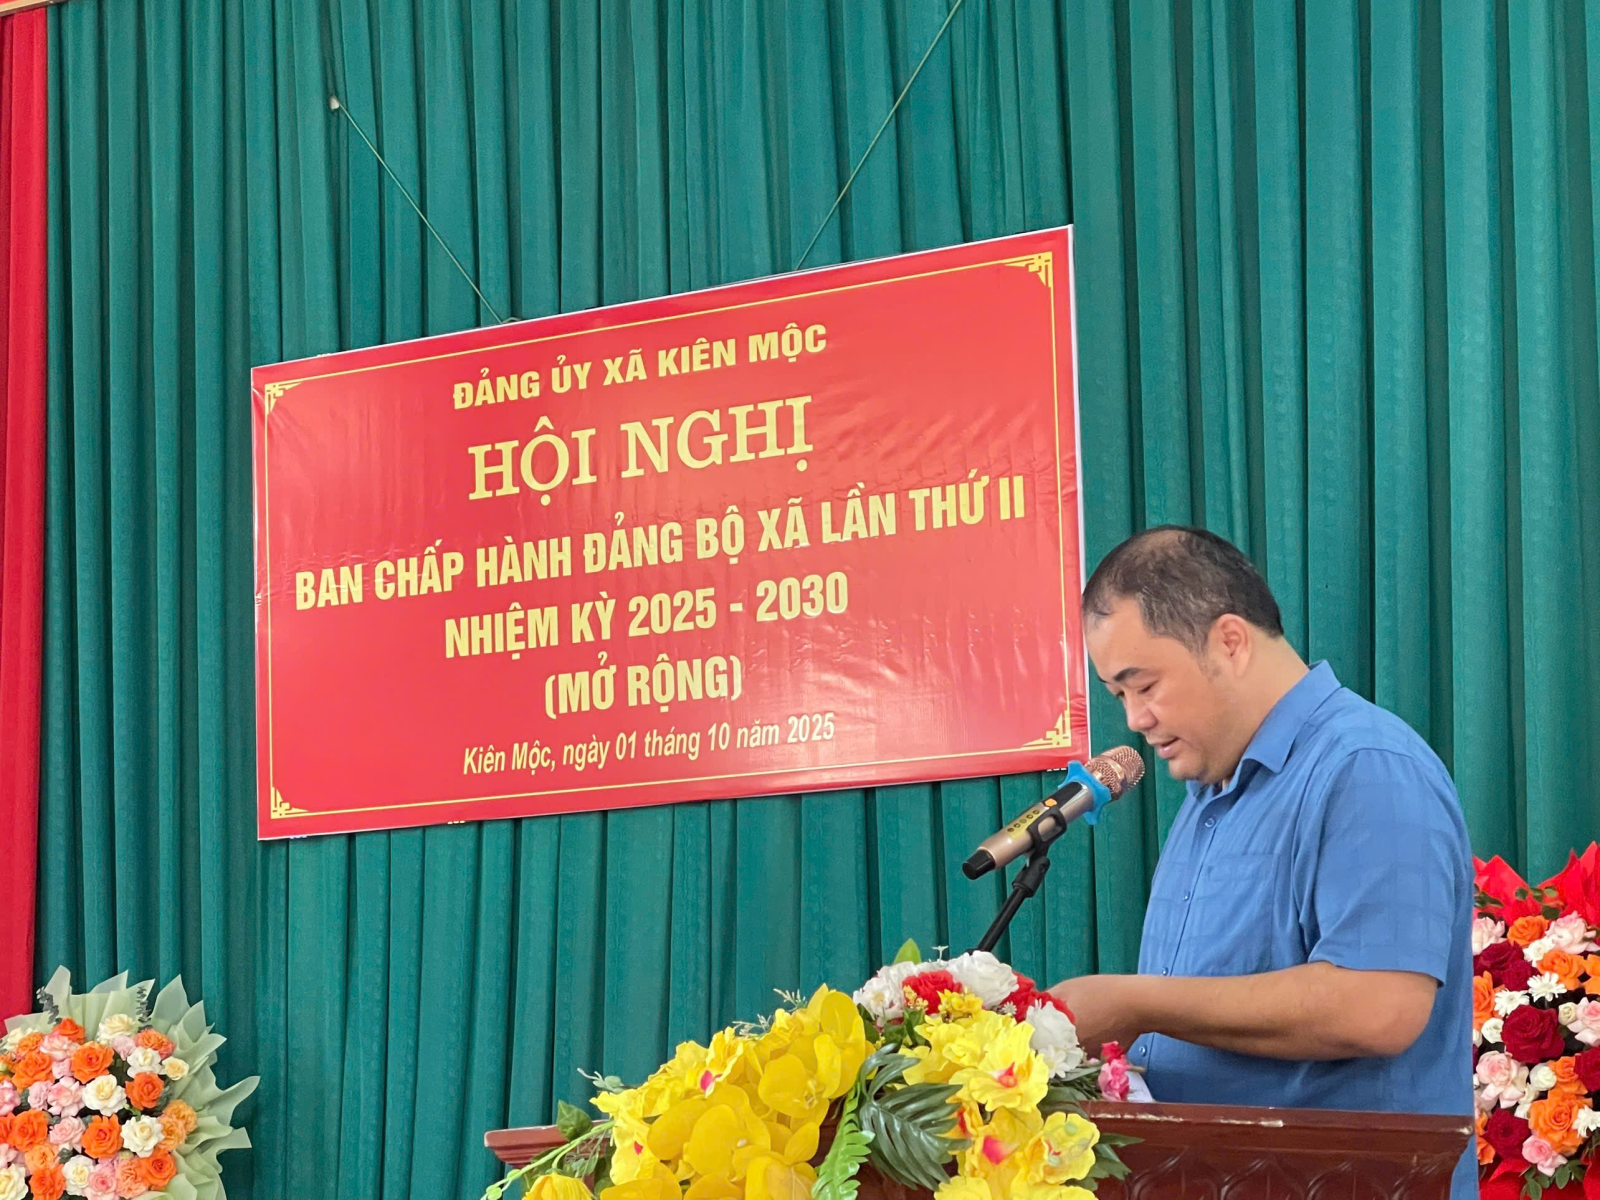 ĐẢNG ỦY XÃ KIÊN MỘC
HỘI NGHỊ
BAN CHẤP HÀNH ĐẢNG BỘ XÃ LẦN THỨ II
NHIỆM KỲ 2025 - 2030
(MỞ RỘNG)
Kiên Mộc, ngày 01 tháng 10 năm 2025